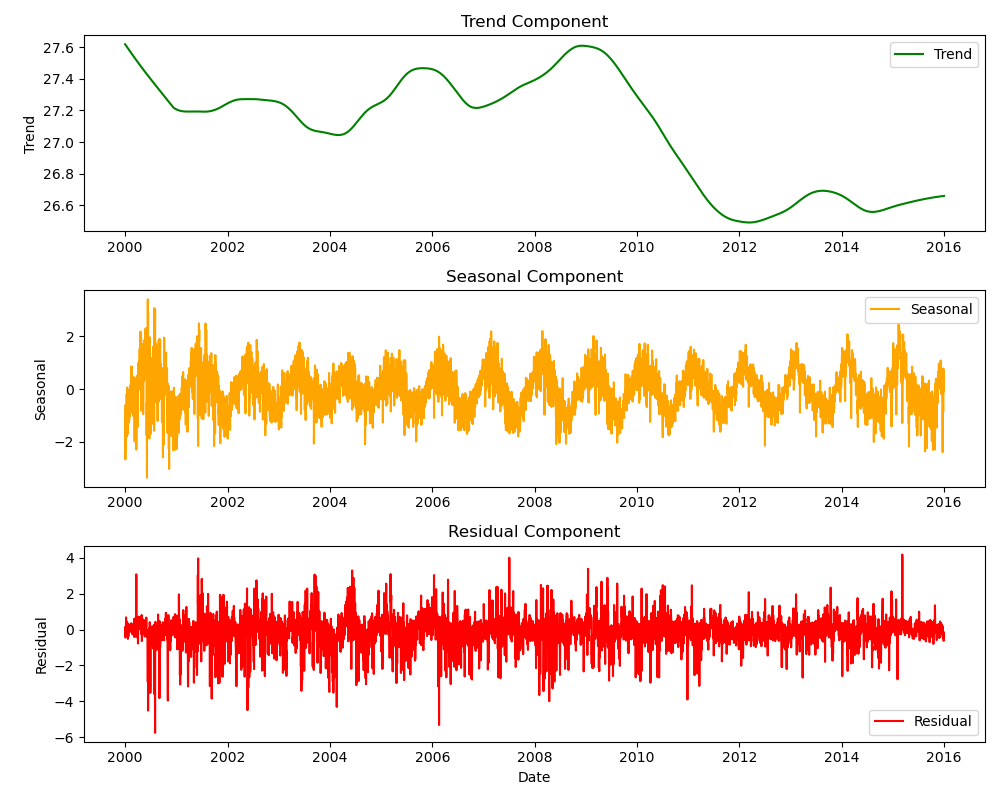 Trend Component
27.6
27.4
27.2
27.0
26.8
26.6
Trend
Trend
2000 2002 2004 2006 2008 2010 2012 2014 2016
Seasonal Component
2
0
−2
Seasonal
Seasonal
2000 2002 2004 2006 2008 2010 2012 2014 2016
Residual Component
4
2
0
−2
−4
−6
Residual
Residual
2000 2002 2004 2006 2008 2010 2012 2014 2016
Date